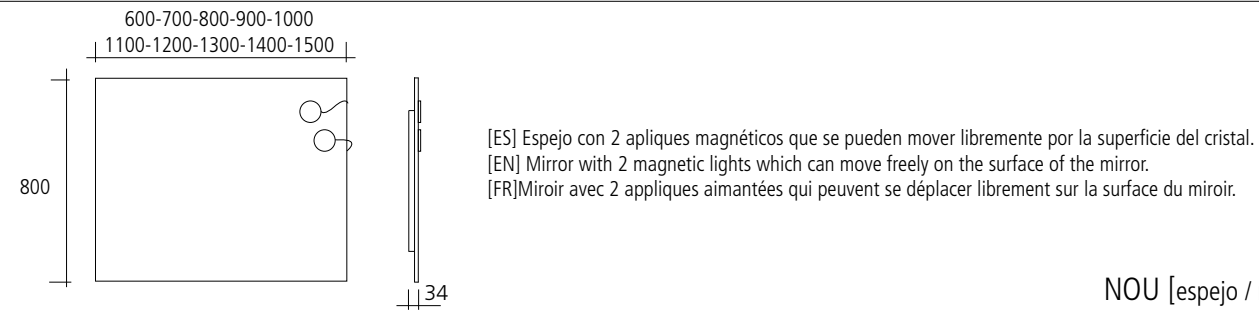 600-700-800-900-1000
1100-1200-1300-1400-1500
800
34
[ES] Espejo con 2 apliques magnéticos que se pueden mover libremente por la superficie del cristal.
[EN] Mirror with 2 magnetic lights which can move freely on the surface of the mirror.
[FR]Miroir avec 2 appliques aimantées qui peuvent se déplacer librement sur la surface du miroir.
NOU [espejo /